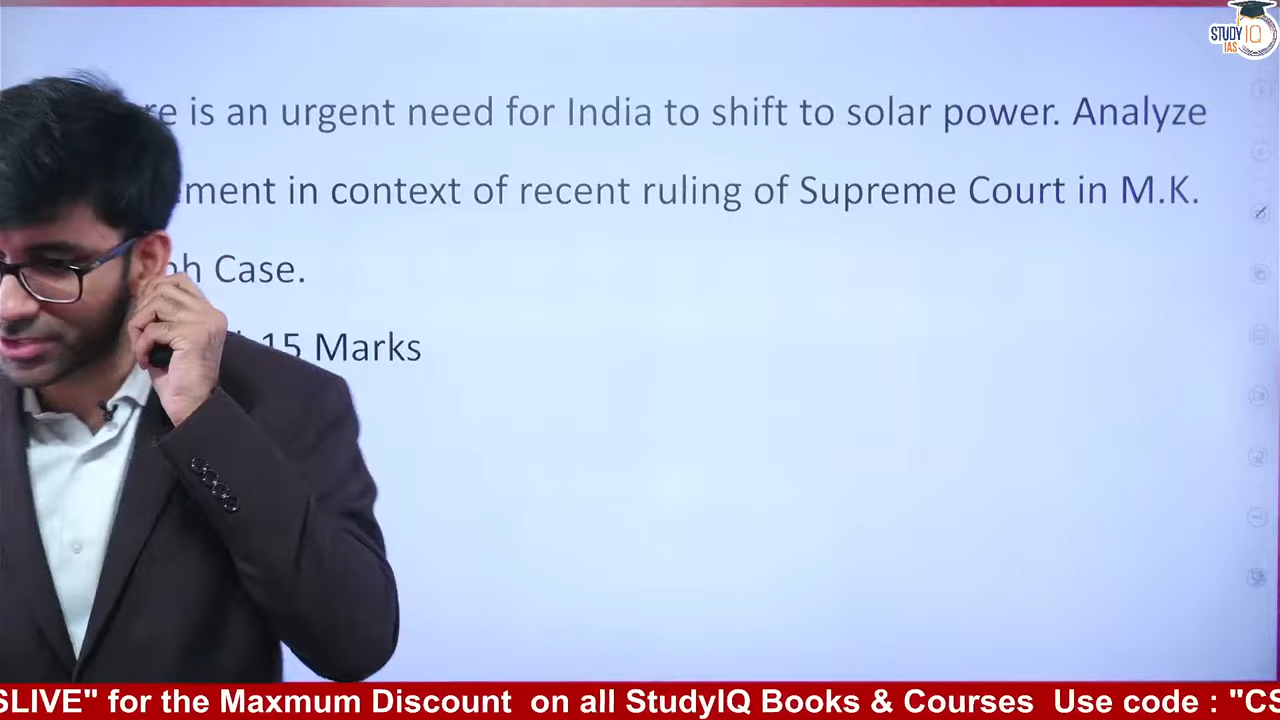 STUDY IQ
IAS
is an urgent need for India to shift to solar power. Analyze
in context of recent ruling of Supreme Court in M.K.
Case.
15 Marks
SLIVE" for the Maxmum Discount on all StudyIQ Books & Courses Use code : "CS